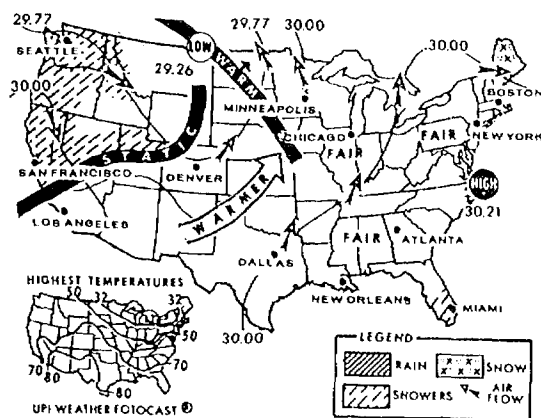 29.77
SEATTLE
30.00
LOW
29.26
WARM
29.77
30.00
MINNEAPOLIS
30.00
BOSTON
CHICAGO
FAIR
FAIR
NEW YORK
STATIC
SAN FRANCISCO
DENVER
WARMER
HIGH
30.21
LOS ANGELES
DALLAS
FAIR
ATLANTA
NEW ORLEANS
MIAMI
30.00
HIGHEST TEMPERATURES
50 32 32
50
70
80
80
70
UPI WEATHER FOTOCAST ®
LEGEND
RAIN
SNOW
SHOWERS
AIR FLOW